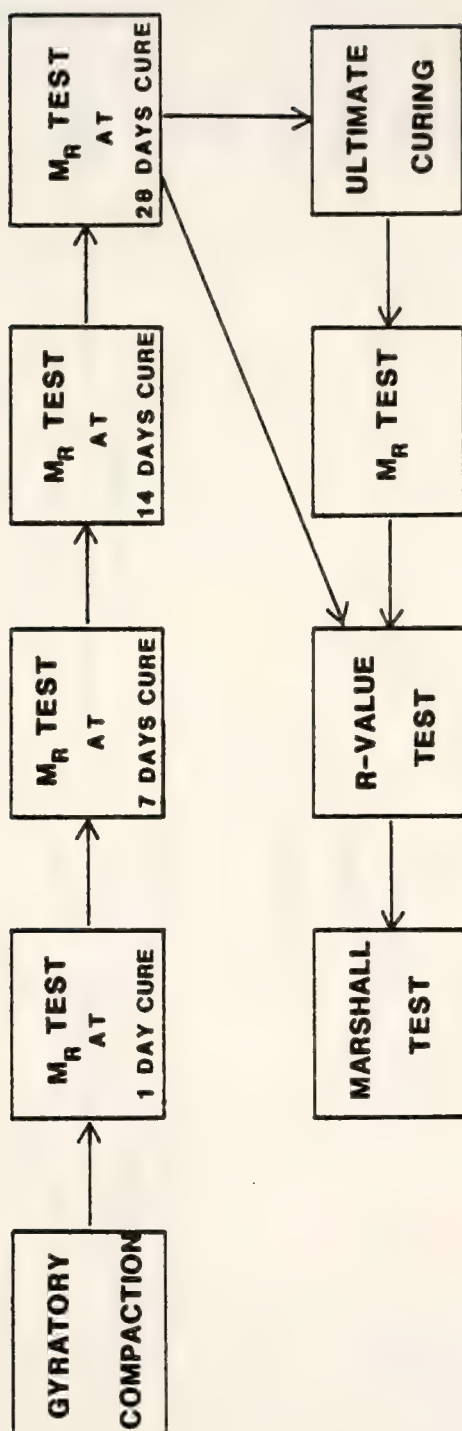 GYRATORY
COMPACTION
M_R TEST
AT
1 DAY CURE
M_R TEST
AT
7 DAYS CURE
M_R TEST
AT
14 DAYS CURE
M_R TEST
AT
28 DAYS CURE
ULTIMATE
CURING
M_R TEST
R-VALUE
TEST
MARSHALL
TEST